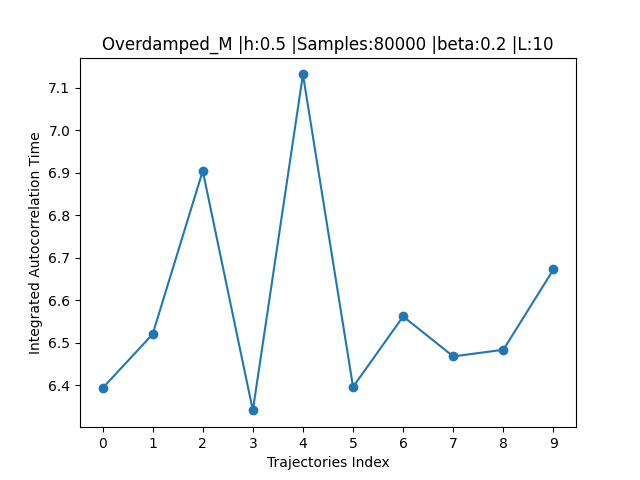 Overdamped_M |h:0.5 |Samples:80000 |beta:0.2 |L:10
Integrated Autocorrelation Time
7.1
7.0
6.9
6.8
6.7
6.6
6.5
6.4
0 1 2 3 4 5 6 7 8 9
Trajectories Index